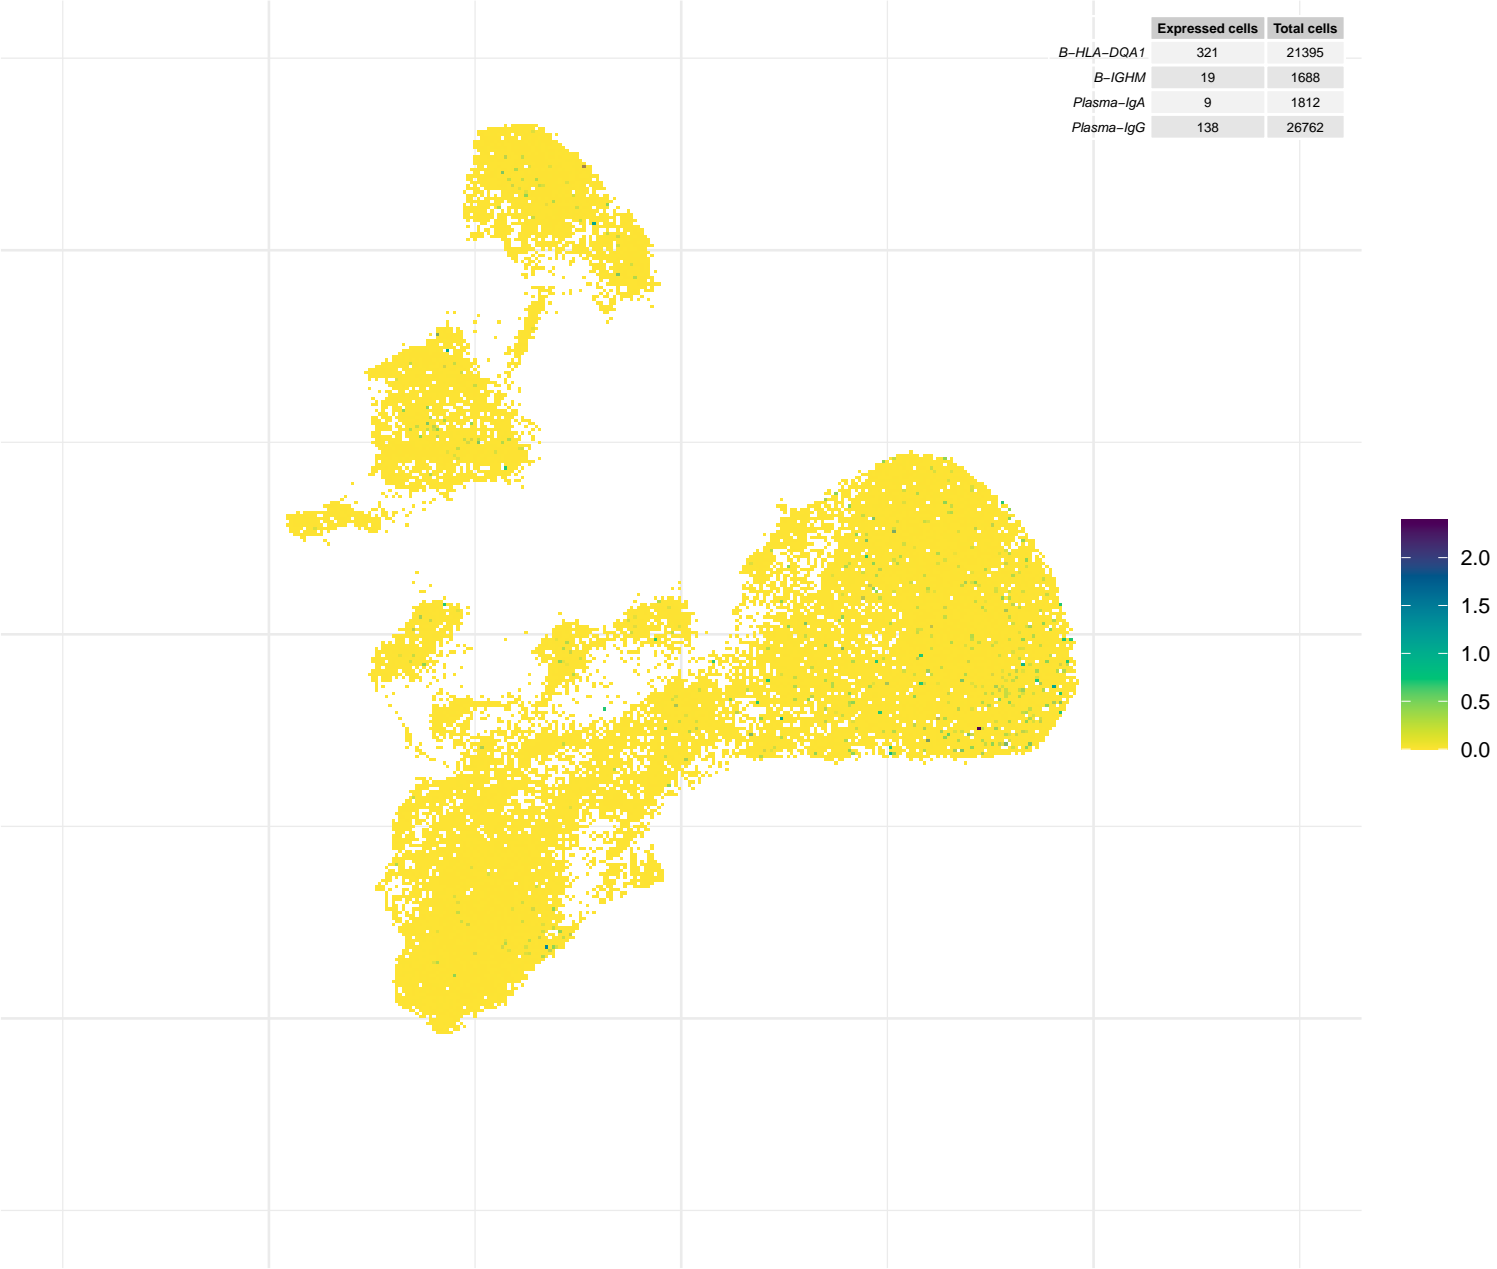 Expressed cells Total cells
B−HLA−DQA1 321 21395
B−IGHM 19 1688
Plasma−IgA 9 1812
Plasma−IgG 138 26762
2.0
1.5
1.0
0.5
0.0